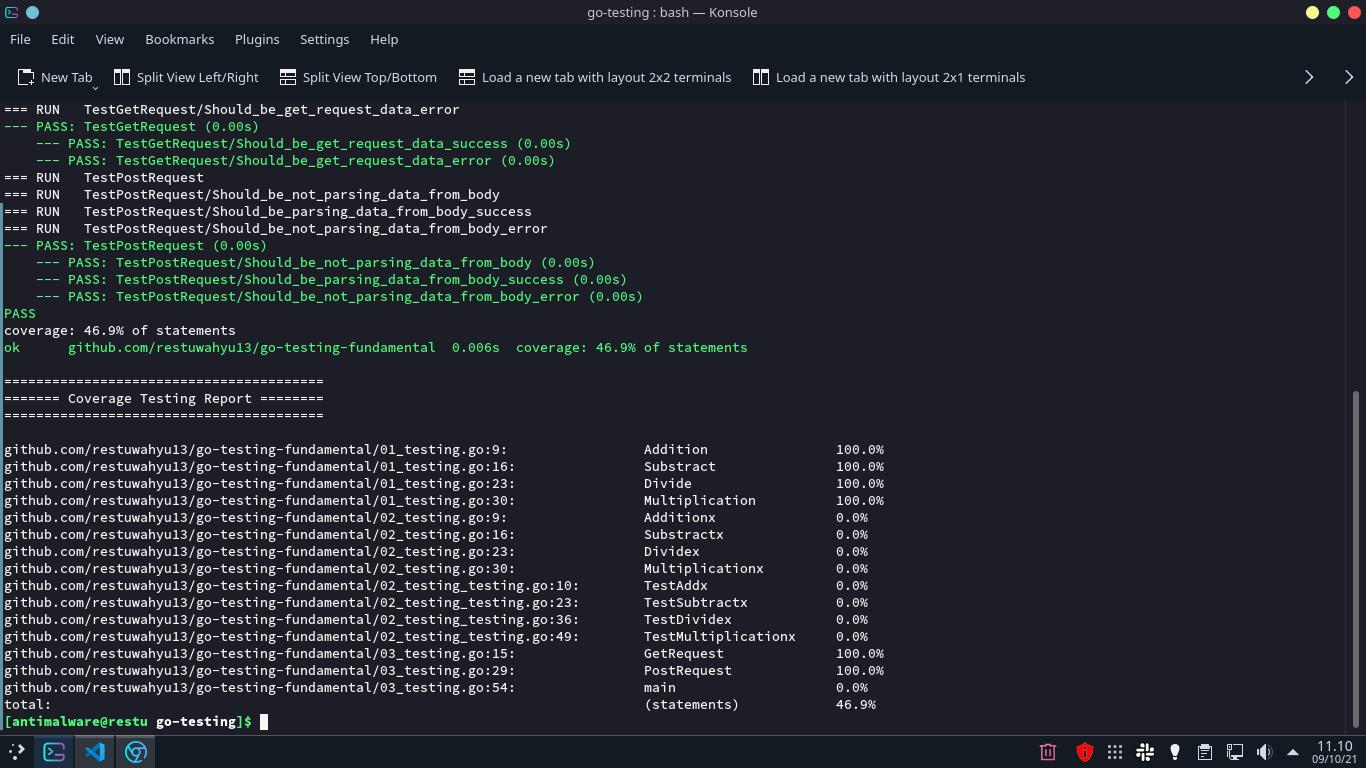 go-testing : bash — Konsole
File Edit View Bookmarks Plugins Settings Help
New Tab Split View Left/Right Split View Top/Bottom Load a new tab with layout 2x2 terminals Load a new tab with layout 2x1 terminals
=== RUN   TestGetRequest/Should_be_get_request_data_error
--- PASS: TestGetRequest (0.00s)
    --- PASS: TestGetRequest/Should_be_get_request_data_success (0.00s)
    --- PASS: TestGetRequest/Should_be_get_request_data_error (0.00s)
=== RUN   TestPostRequest
=== RUN   TestPostRequest/Should_be_not_parsing_data_from_body
=== RUN   TestPostRequest/Should_be_parsing_data_from_body_success
=== RUN   TestPostRequest/Should_be_not_parsing_data_from_body_error
--- PASS: TestPostRequest (0.00s)
    --- PASS: TestPostRequest/Should_be_not_parsing_data_from_body (0.00s)
    --- PASS: TestPostRequest/Should_be_parsing_data_from_body_success (0.00s)
    --- PASS: TestPostRequest/Should_be_not_parsing_data_from_body_error (0.00s)
PASS
coverage: 46.9% of statements
ok      github.com/restuwahyu13/go-testing-fundamental  0.006s  coverage: 46.9% of statements
========================================
======= Coverage Testing Report ========
========================================
github.com/restuwahyu13/go-testing-fundamental/01_testing.go:9:                 Addition                100.0%
github.com/restuwahyu13/go-testing-fundamental/01_testing.go:16:                Substract               100.0%
github.com/restuwahyu13/go-testing-fundamental/01_testing.go:23:                Divide                  100.0%
github.com/restuwahyu13/go-testing-fundamental/01_testing.go:30:                Multiplication          100.0%
github.com/restuwahyu13/go-testing-fundamental/02_testing.go:9:                 Additionx               0.0%
github.com/restuwahyu13/go-testing-fundamental/02_testing.go:16:                Substractx              0.0%
github.com/restuwahyu13/go-testing-fundamental/02_testing.go:23:                Dividex                 0.0%
github.com/restuwahyu13/go-testing-fundamental/02_testing.go:30:                Multiplicationx         0.0%
github.com/restuwahyu13/go-testing-fundamental/02_testing_testing.go:10:        TestAddx                0.0%
github.com/restuwahyu13/go-testing-fundamental/02_testing_testing.go:23:        TestSubtractx           0.0%
github.com/restuwahyu13/go-testing-fundamental/02_testing_testing.go:36:        TestDividex             0.0%
github.com/restuwahyu13/go-testing-fundamental/02_testing_testing.go:49:        TestMultiplicationx     0.0%
github.com/restuwahyu13/go-testing-fundamental/03_testing.go:15:                GetRequest              100.0%
github.com/restuwahyu13/go-testing-fundamental/03_testing.go:29:                PostRequest             100.0%
github.com/restuwahyu13/go-testing-fundamental/03_testing.go:54:                main                    0.0%
total:                                                                          (statements)            46.9%
[antimalware@restu go-testing]$
11.10
09/10/21